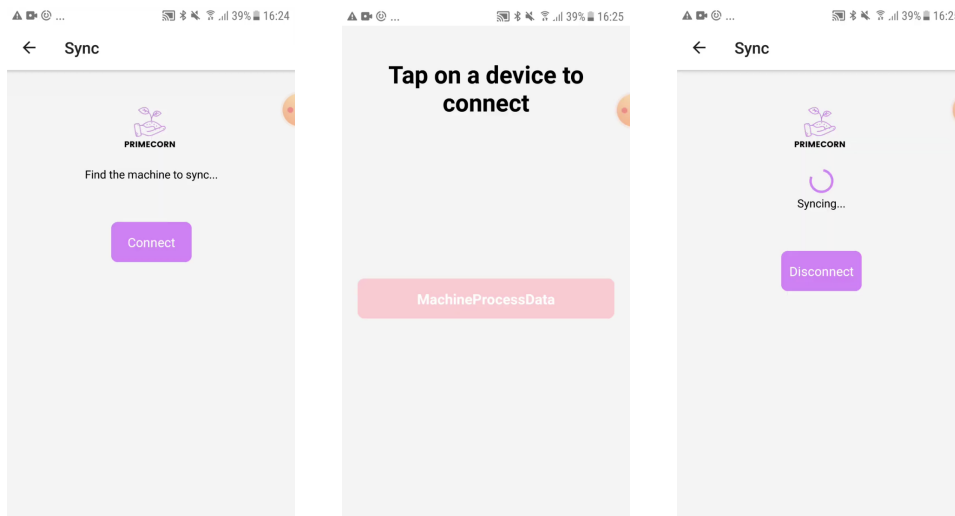 ... 39% 16:24
Sync
PRIMECORN
Find the machine to sync...
Connect
... 39% 16:25
Tap on a device to
connect
MachineProcessData
... 39%
Sync
PRIMECORN
Syncing...
Disconnect